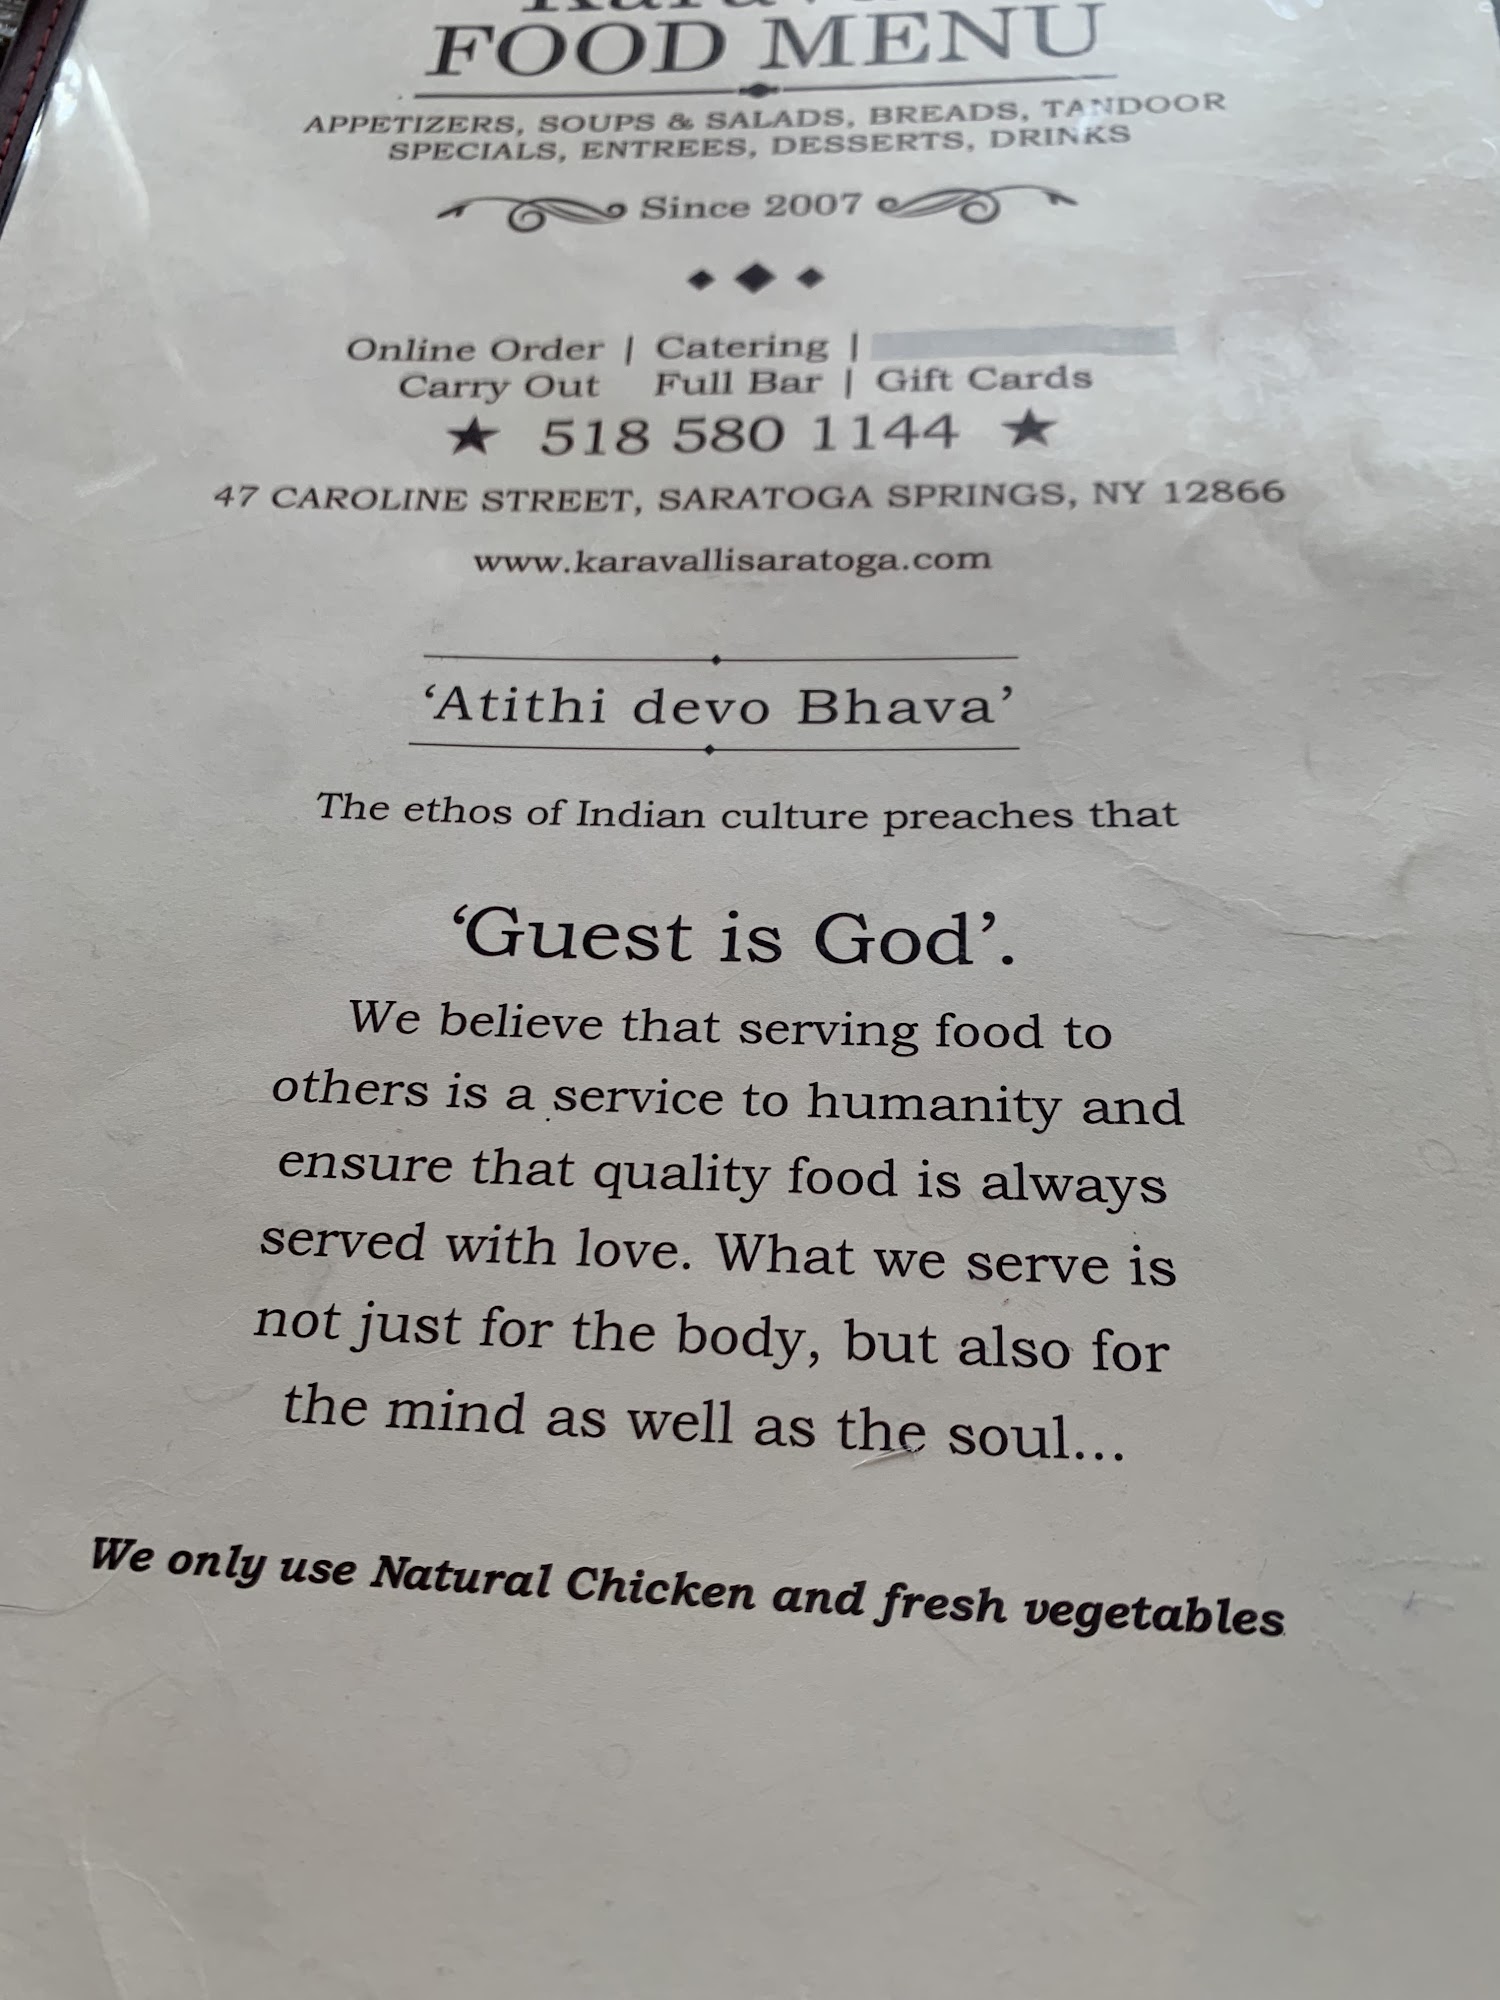 FOOD MENU
APPETIZERS, SOUPS & SALADS, BREADS, TANDOOR
SPECIALS, ENTREES, DESSERTS, DRINKS
Since 2007
Online Order | Catering |
Carry Out Full Bar | Gift Cards
★ 518 580 1144 ★
47 CAROLINE STREET, SARATOGA SPRINGS, NY 12866
www.karavallisaratoga.com
‘Atithi devo Bhava’
The ethos of Indian culture preaches that
‘Guest is God’.
We believe that serving food to
others is a service to humanity and
ensure that quality food is always
served with love. What we serve is
not just for the body, but also for
the mind as well as the soul...
We only use Natural Chicken and fresh vegetables